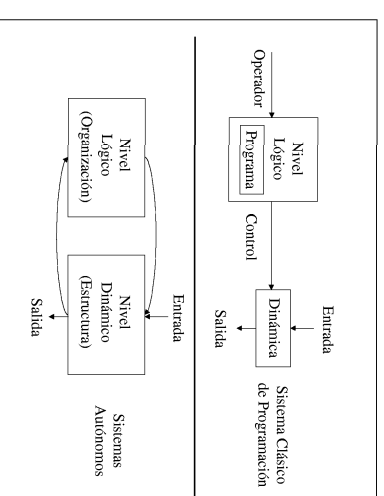 Operador
Nivel
Lógico
Programa
Control
Entrada
Dinámica
Salida
Sistema Clásico
de Programación
Nivel
Lógico
(Organización)
Entrada
Nivel
Dinámico
(Estructura)
Salida
Sistemas
Autónomos